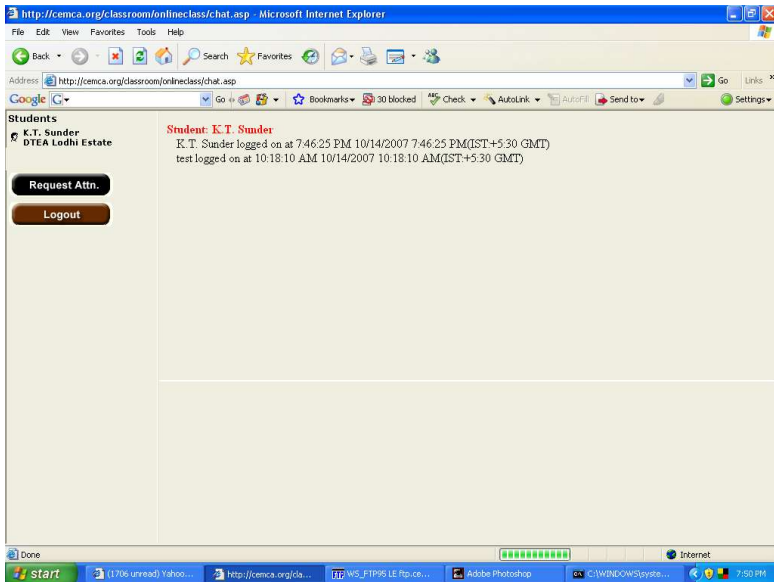 http://cemca.org/classroom/onlineclass/chat.asp - Microsoft Internet Explorer
File Edit View Favorites Tools Help
Back Search Favorites
Address http://cemca.org/classroom/onlineclass/chat.asp Go Links »
Google G Go Bookmarks 30 blocked ABC Check AutoLink AutoFill Send to Settings
Students
K.T. Sunder
DTEA Lodhi Estate
Request Attn.
Logout
Student: K.T. Sunder
K.T. Sunder logged on at 7:46:25 PM 10/14/2007 7:46:25 PM(IST:+5:30 GMT)
test logged on at 10:18:10 AM 10/14/2007 10:18:10 AM(IST:+5:30 GMT)
Done Internet
start (1706 unread) Yahoo... http://cemca.org/cla... WS_FTP95 LE ftp.ce... Adobe Photoshop C:\WINDOWS\syste... 7:50 PM